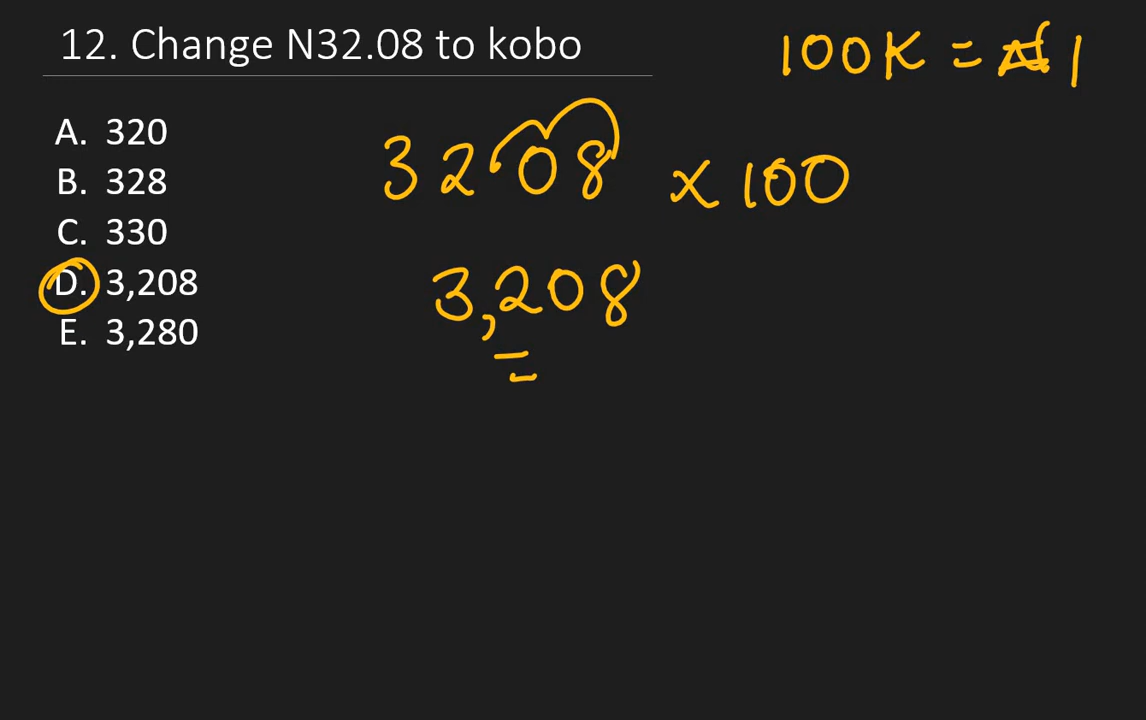 12. Change N32.08 to kobo
100K = ₦1
A. 320
B. 328
C. 330
D. 3,208
E. 3,280
32.08 × 100
3,208